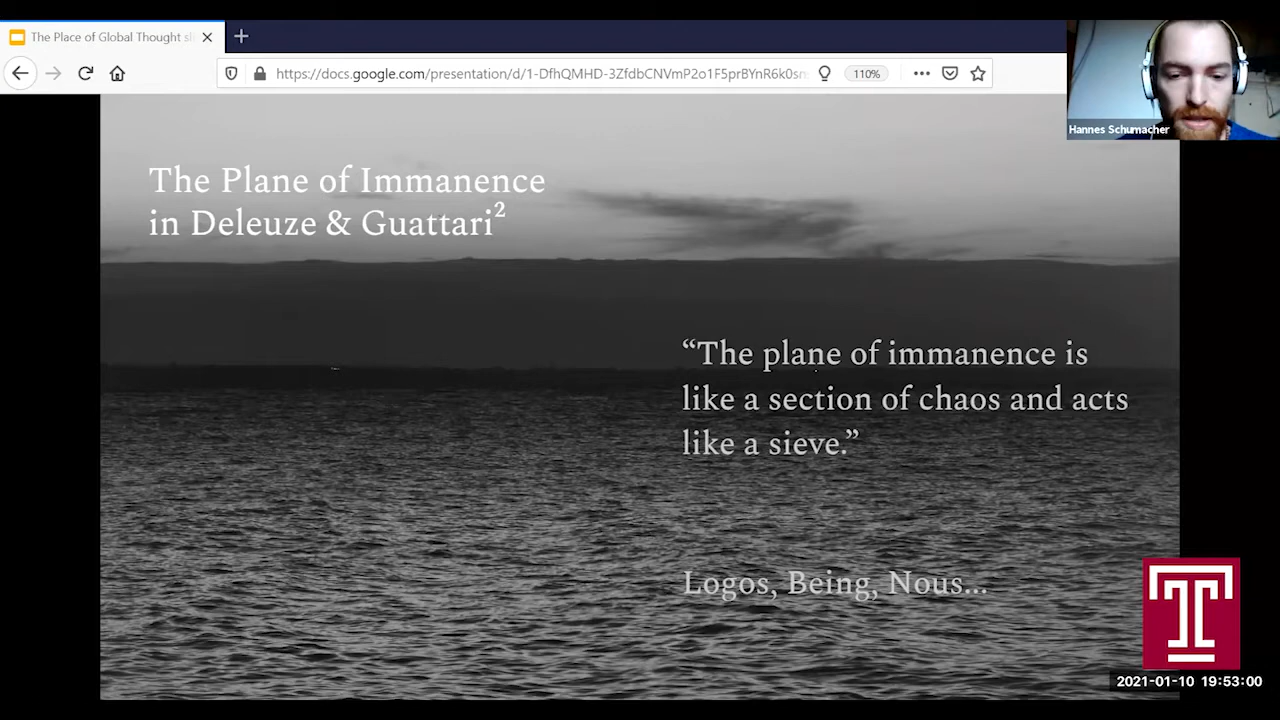 The Place of Global Thought sl
https://docs.google.com/presentation/d/1-DfhQMHD-3ZfdbCNVmP2o1F5prBYnR6k0sn
110%
Hannes Schumacher
The Plane of Immanence
in Deleuze & Guattari²
“The plane of immanence is
like a section of chaos and acts
like a sieve.”
Logos, Being, Nous...
T
2021-01-10 19:53:00